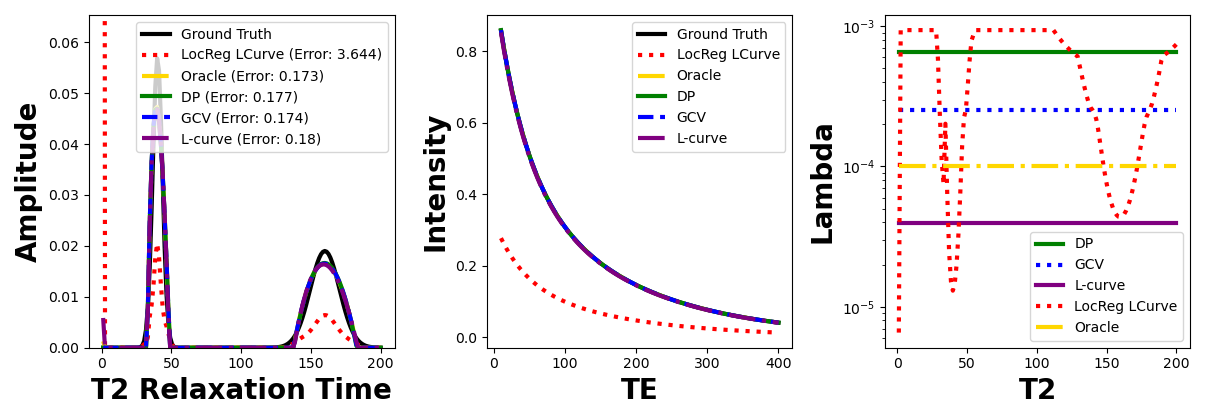 Amplitude
0.06
0.05
0.04
0.03
0.02
0.01
0.00
0
50
100
150
200
T2 Relaxation Time
Ground Truth
LocReg LCurve (Error: 3.644)
Oracle (Error: 0.173)
DP (Error: 0.177)
GCV (Error: 0.174)
L-curve (Error: 0.18)
Intensity
0.8
0.6
0.4
0.2
0.0
0
100
200
300
400
TE
Ground Truth
LocReg LCurve
Oracle
DP
GCV
L-curve
Lambda
10⁻³
10⁻⁴
10⁻⁵
0
50
100
150
200
T2
DP
GCV
L-curve
LocReg LCurve
Oracle